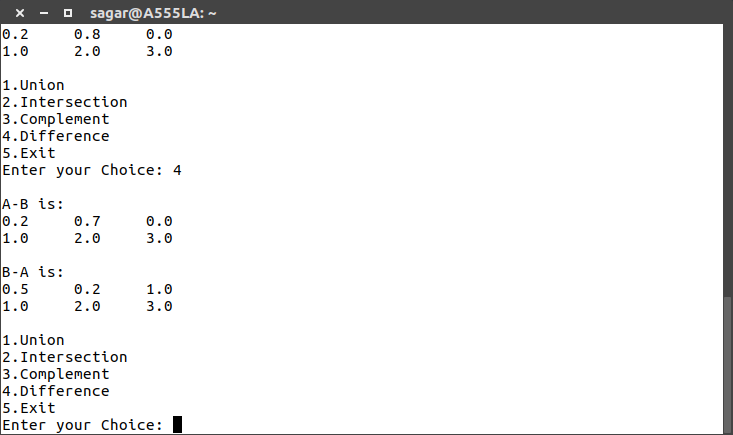 sagar@A555LA: ~
0.2 0.8 0.0
1.0 2.0 3.0
1.Union
2.Intersection
3.Complement
4.Difference
5.Exit
Enter your Choice: 4
A-B is:
0.2 0.7 0.0
1.0 2.0 3.0
B-A is:
0.5 0.2 1.0
1.0 2.0 3.0
1.Union
2.Intersection
3.Complement
4.Difference
5.Exit
Enter your Choice: